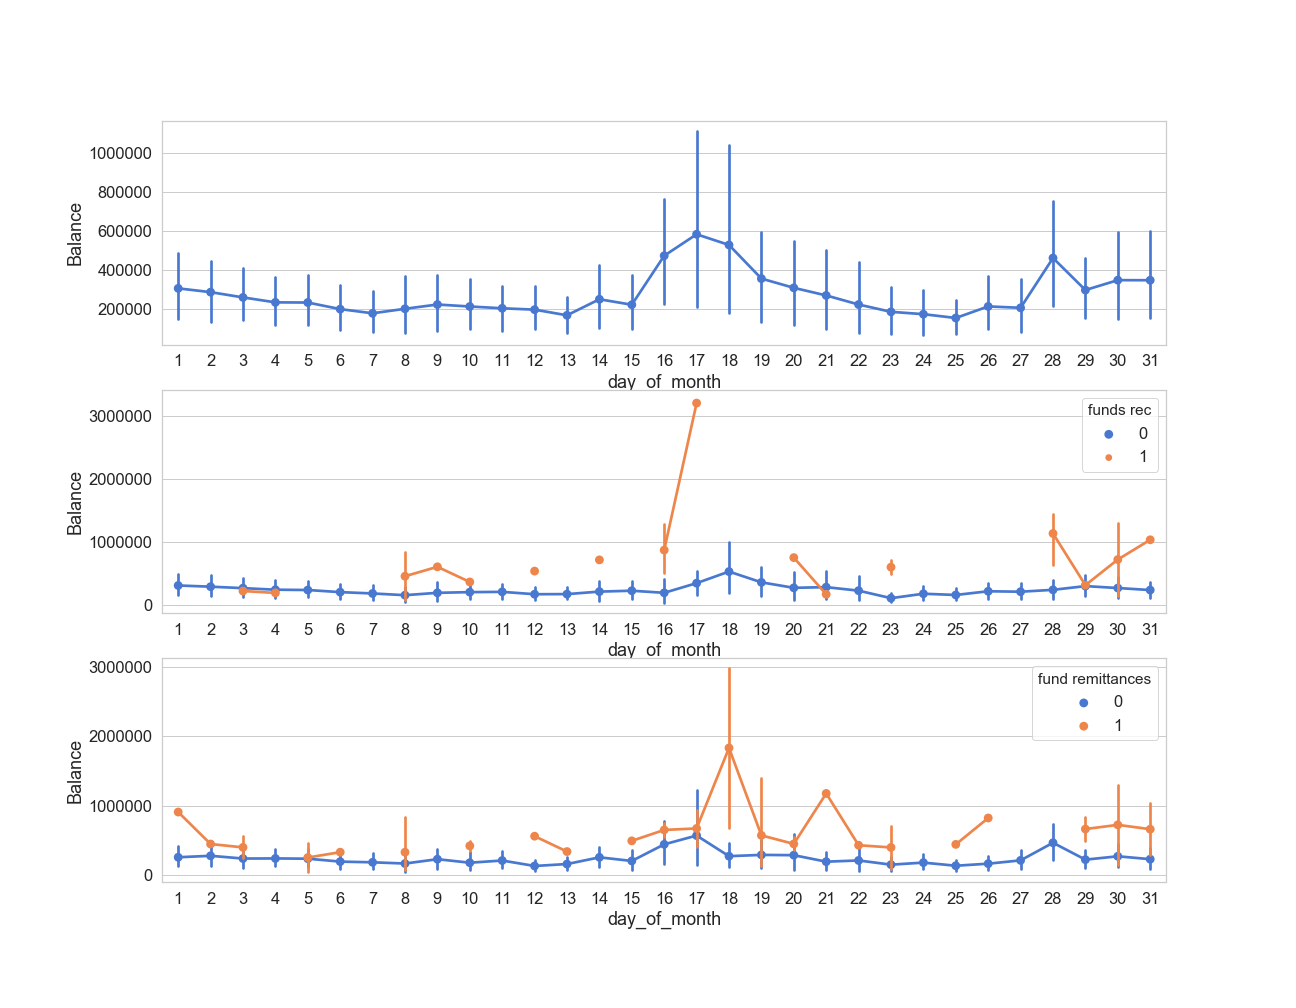 1000000
800000
600000
400000
200000
Balance
1 2 3 4 5 6 7 8 9 10 11 12 13 14 15 16 17 18 19 20 21 22 23 24 25 26 27 28 29 30 31
day_of_month
3000000
2000000
1000000
0
Balance
funds rec
0
1
1 2 3 4 5 6 7 8 9 10 11 12 13 14 15 16 17 18 19 20 21 22 23 24 25 26 27 28 29 30 31
day_of_month
3000000
2000000
1000000
0
Balance
fund remittances
0
1
1 2 3 4 5 6 7 8 9 10 11 12 13 14 15 16 17 18 19 20 21 22 23 24 25 26 27 28 29 30 31
day_of_month